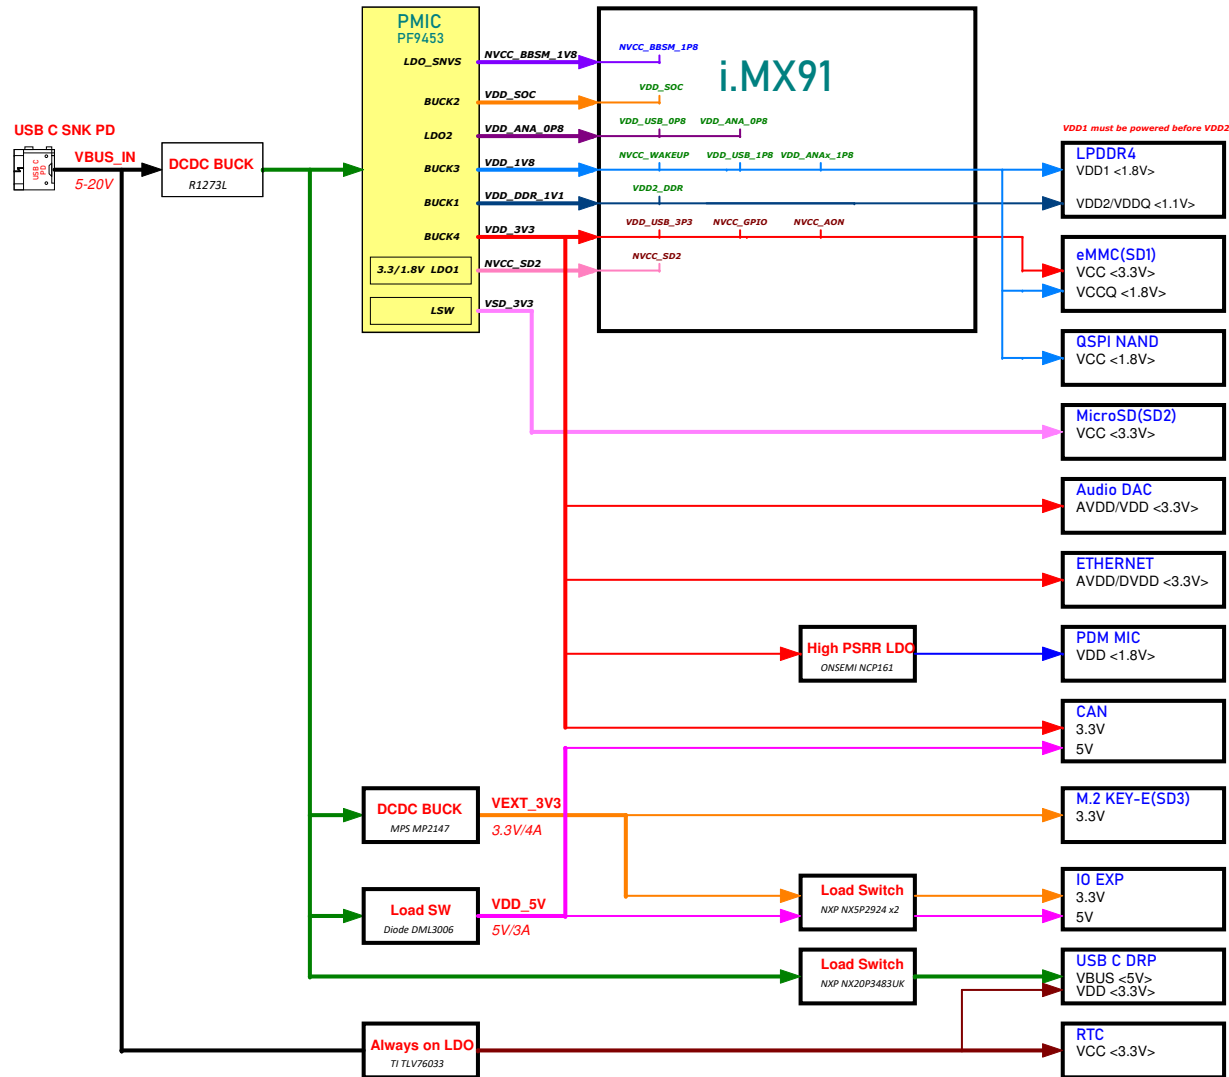 PMIC
PF9453
LDO_SNVS
NVCC_BBSM_1V8
NVCC_BBSM_1P8
i.MX91
BUCK2
VDD_SOC
VDD_SOC
LDO2
VDD_ANA_0P8
VDD_USB_0P8
VDD_ANA_0P8
USB C SNK PD
USB C
PD
VBUS_IN
5-20V
DCDC BUCK
R1273L
BUCK3
VDD_1V8
NVCC_WAKEUP
VDD_USB_1P8
VDD_ANAx_1P8
BUCK1
VDD_DDR_1V1
VDD2_DDR
BUCK4
VDD_3V3
VDD_USB_3P3
NVCC_GPIO
NVCC_AON
3.3/1.8V LDO1
NVCC_SD2
NVCC_SD2
LSW
VSD_3V3
VDD1 must be powered before VDD2
LPDDR4
VDD1 <1.8V>
VDD2/VDDQ <1.1V>
eMMC(SD1)
VCC <3.3V>
VCCQ <1.8V>
QSPI NAND
VCC <1.8V>
MicroSD(SD2)
VCC <3.3V>
Audio DAC
AVDD/VDD <3.3V>
ETHERNET
AVDD/DVDD <3.3V>
High PSRR LDO
ONSEMI NCP161
PDM MIC
VDD <1.8V>
CAN
3.3V
5V
DCDC BUCK
MPS MP2147
VEXT_3V3
3.3V/4A
M.2 KEY-E(SD3)
3.3V
Load SW
Diode DML3006
VDD_5V
5V/3A
Load Switch
NXP NX5P2924 x2
IO EXP
3.3V
5V
Load Switch
NXP NX20P3483UK
USB C DRP
VBUS <5V>
VDD <3.3V>
Always on LDO
TI TLV76033
RTC
VCC <3.3V>